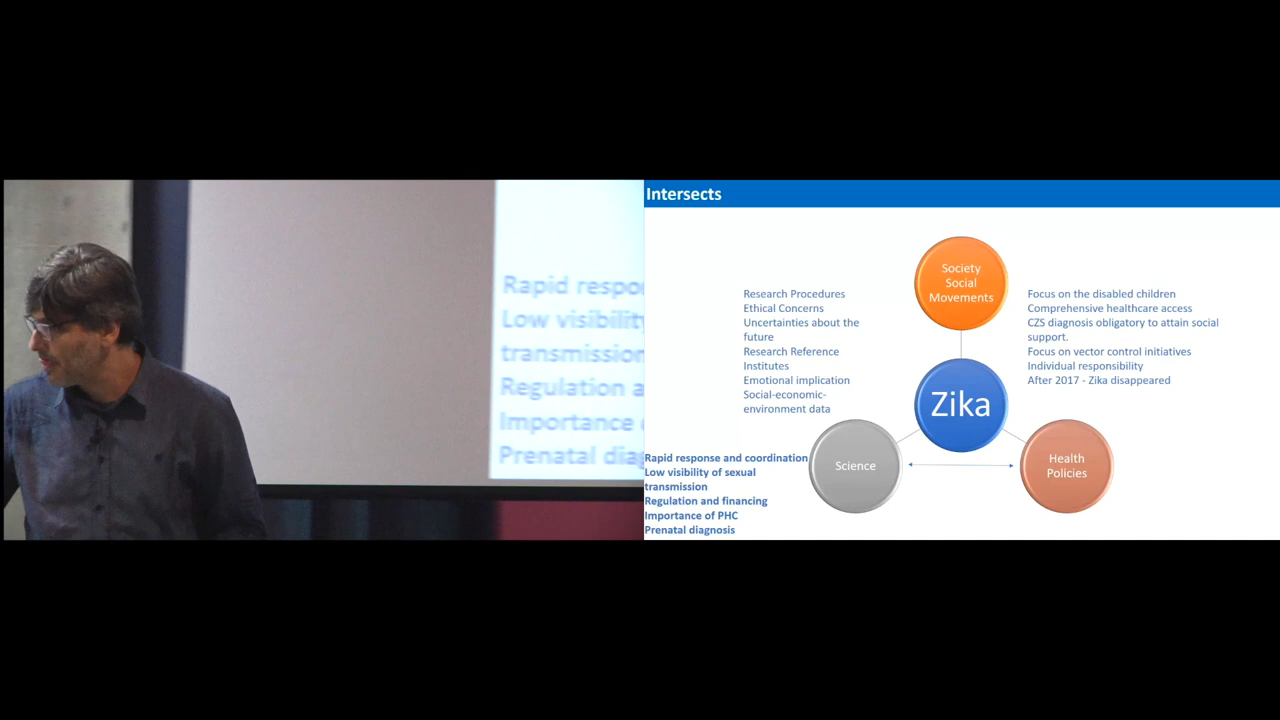 Rapid respo
Low visibility
transmission
Regulation a
Importance
Prenatal diag
Intersects
Society
Social
Movements
Research Procedures
Ethical Concerns
Uncertainties about the
future
Research Reference
Institutes
Emotional implication
Social-economic-
environment data
Focus on the disabled children
Comprehensive healthcare access
CZS diagnosis obligatory to attain social
support.
Focus on vector control initiatives
Individual responsibility
After 2017 - Zika disappeared
Zika
Science
Health
Policies
Rapid response and coordination
Low visibility of sexual
transmission
Regulation and financing
Importance of PHC
Prenatal diagnosis